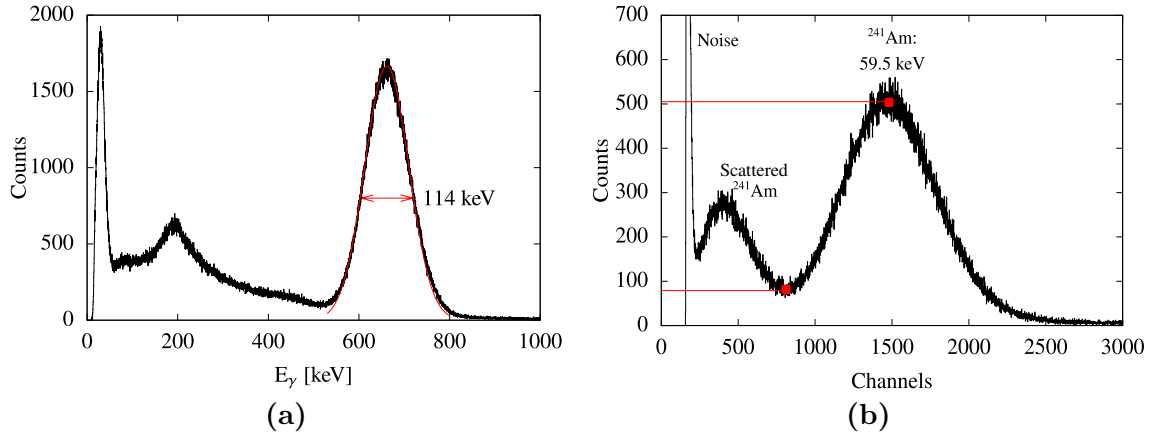 2000
1500
1000
500
0
Counts
114 keV
0
200
400
600
800
1000
E_γ [keV]
(a)
700
600
500
400
300
200
100
0
Counts
Noise
²⁴¹Am:
59.5 keV
Scattered
²⁴¹Am
0
500
1000
1500
2000
2500
3000
Channels
(b)